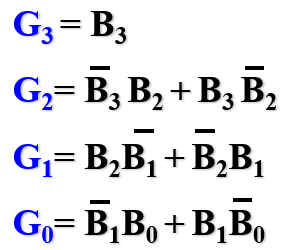 G₃ = B₃
G₂= B̅₃ B₂ + B₃ B̅₂
G₁= B₂B̅₁ + B̅₂B₁
G₀= B̅₁B₀ + B₁B̅₀